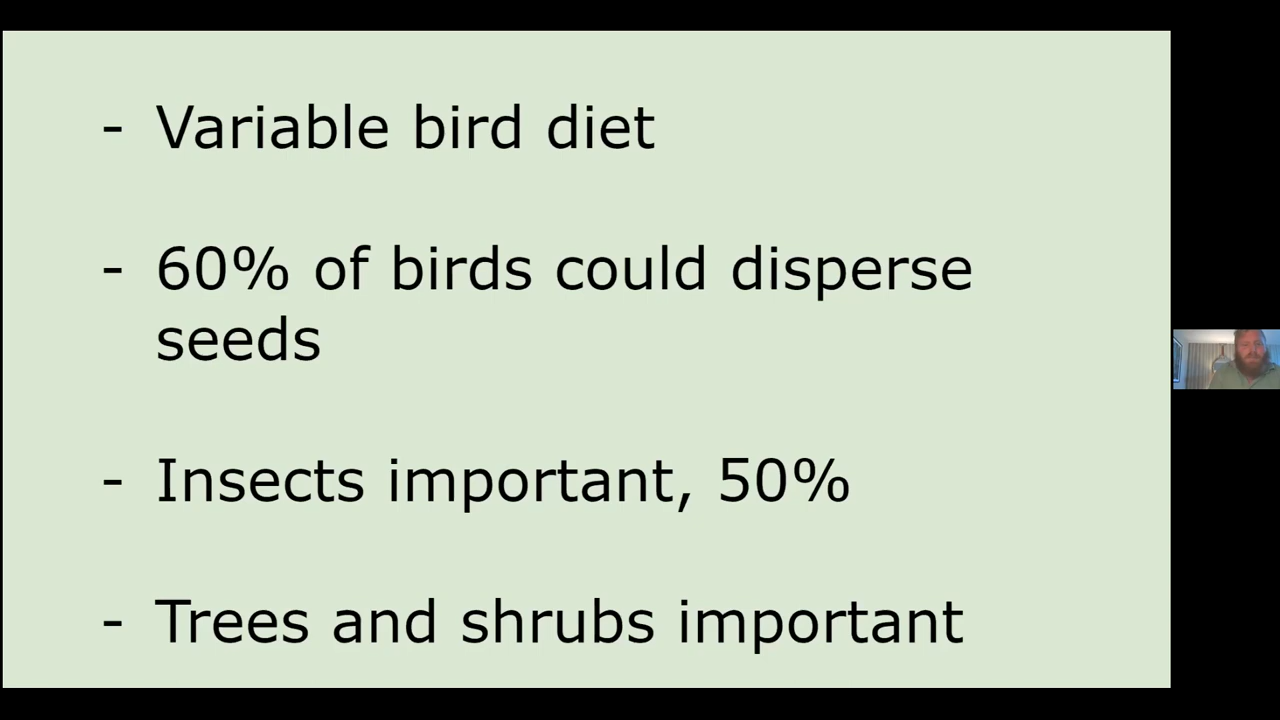 - Variable bird diet
- 60% of birds could disperse
seeds
- Insects important, 50%
- Trees and shrubs important